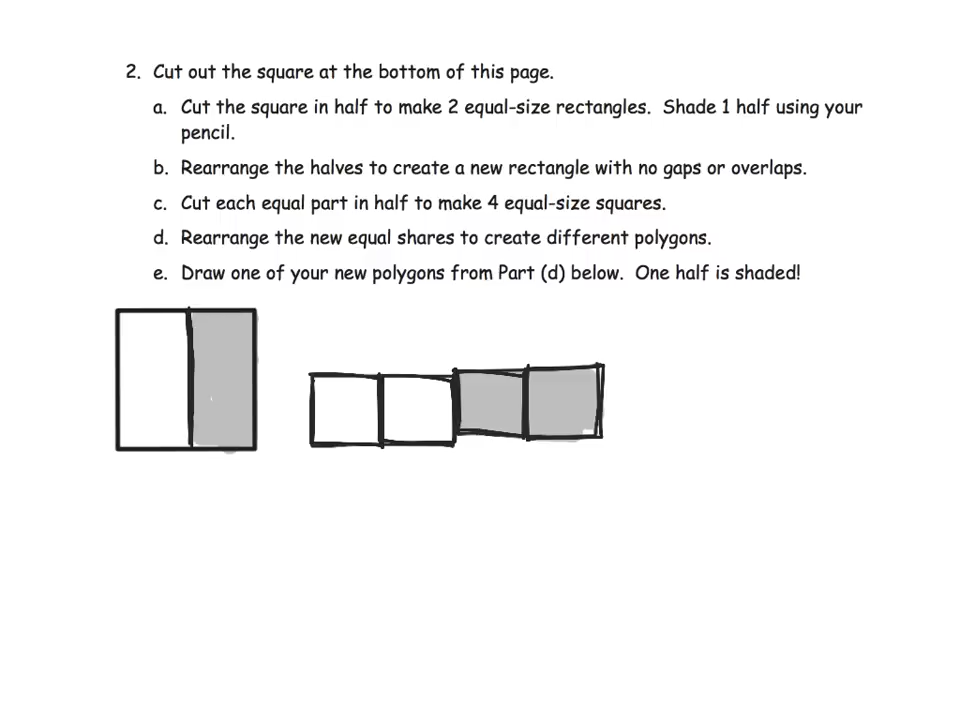 2. Cut out the square at the bottom of this page.
a. Cut the square in half to make 2 equal-size rectangles. Shade 1 half using your
pencil.
b. Rearrange the halves to create a new rectangle with no gaps or overlaps.
c. Cut each equal part in half to make 4 equal-size squares.
d. Rearrange the new equal shares to create different polygons.
e. Draw one of your new polygons from Part (d) below. One half is shaded!